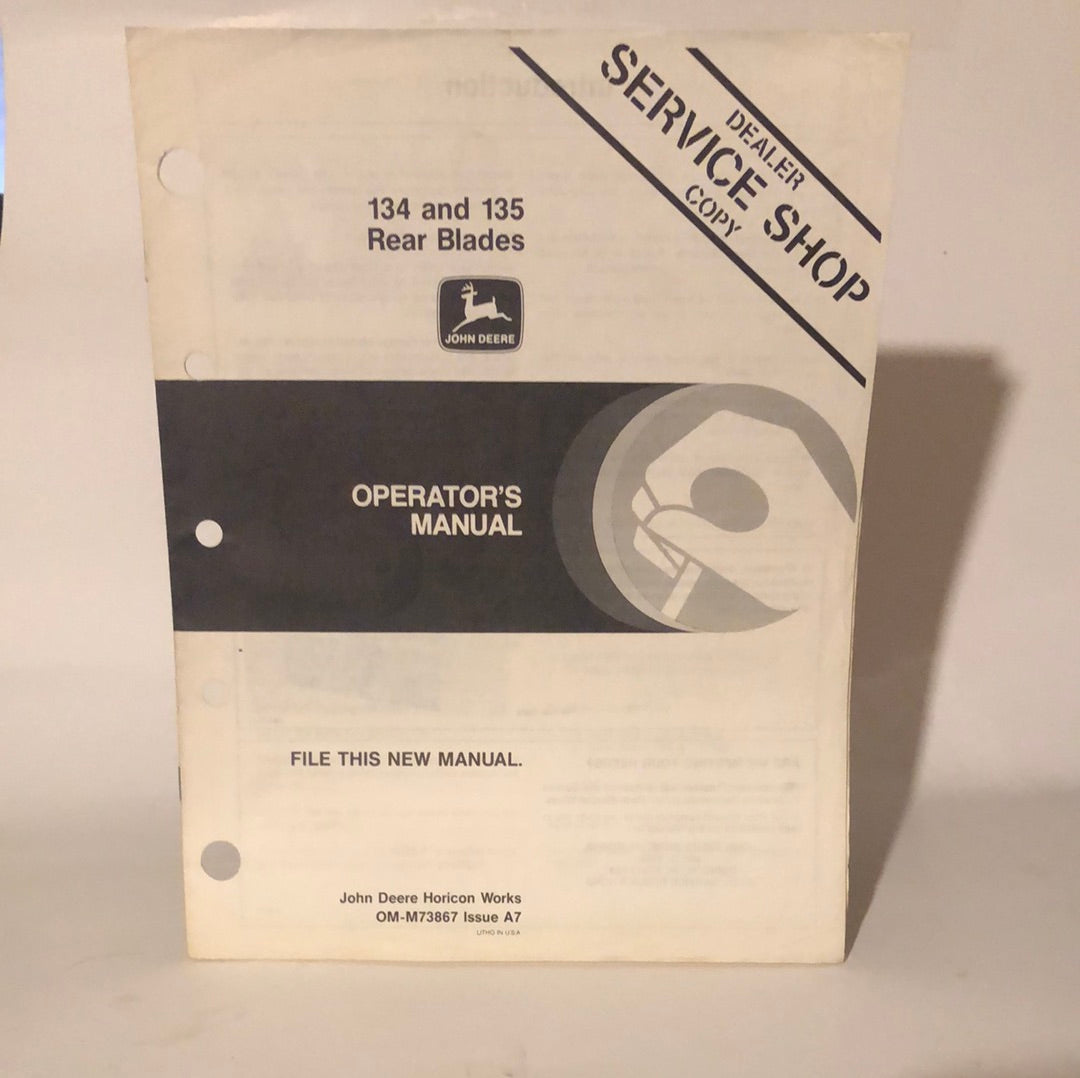 DEALER
SERVICE SHOP
COPY
134 and 135
Rear Blades
JOHN DEERE
OPERATOR'S
MANUAL
FILE THIS NEW MANUAL.
John Deere Horicon Works
OM-M73867 Issue A7
LITHO IN U.S.A